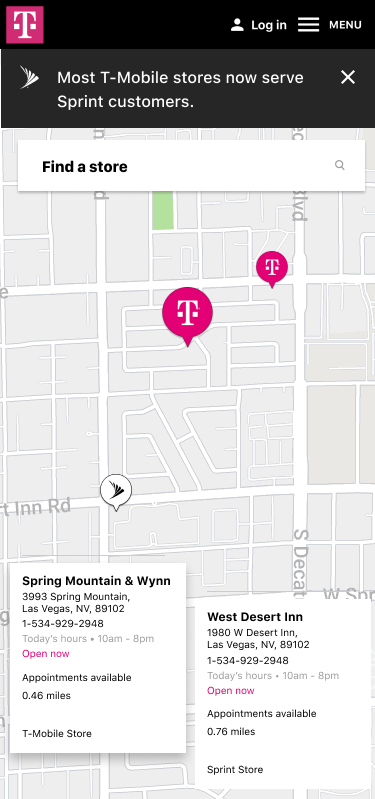 T
Log in
MENU
Most T-Mobile stores now serve
Sprint customers.
Find a store
Blvd
T
T
t Inn Rd
S Decat
W Spr
Spring Mountain & Wynn
3993 Spring Mountain,
Las Vegas, NV, 89102
1-534-929-2948
Today's hours • 10am - 8pm
Open now
Appointments available
0.46 miles
T-Mobile Store
West Desert Inn
1980 W Desert Inn,
Las Vegas, NV, 89102
1-534-929-2948
Today's hours • 10am - 8pm
Open now
Appointments available
0.76 miles
Sprint Store